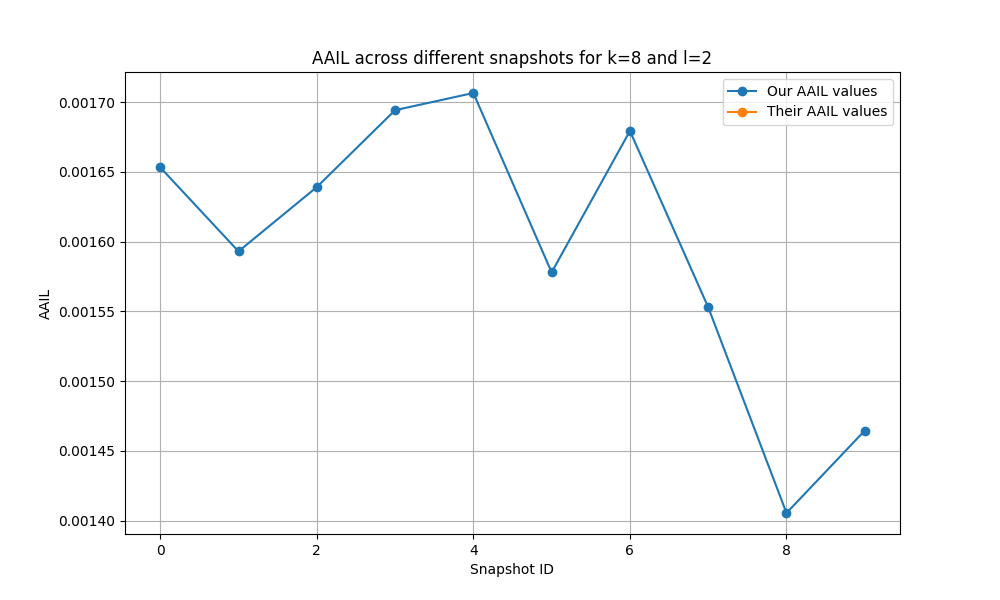 AAIL across different snapshots for k=8 and l=2
Our AAIL values
Their AAIL values
0.00170
0.00165
0.00160
0.00155
0.00150
0.00145
0.00140
AAIL
0 2 4 6 8
Snapshot ID